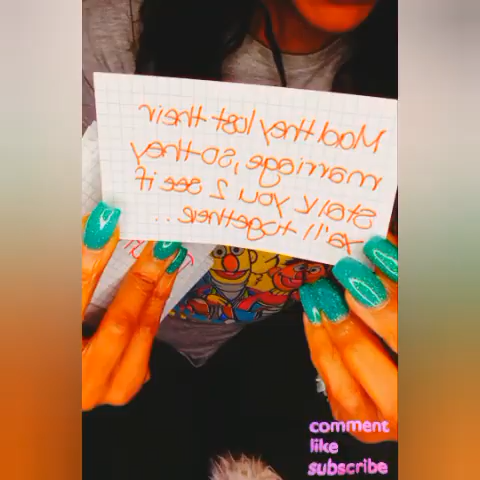 Mad they lost their
marriage, so they
stalk you 2 see if
ya'll together..
comment
like
subscribe